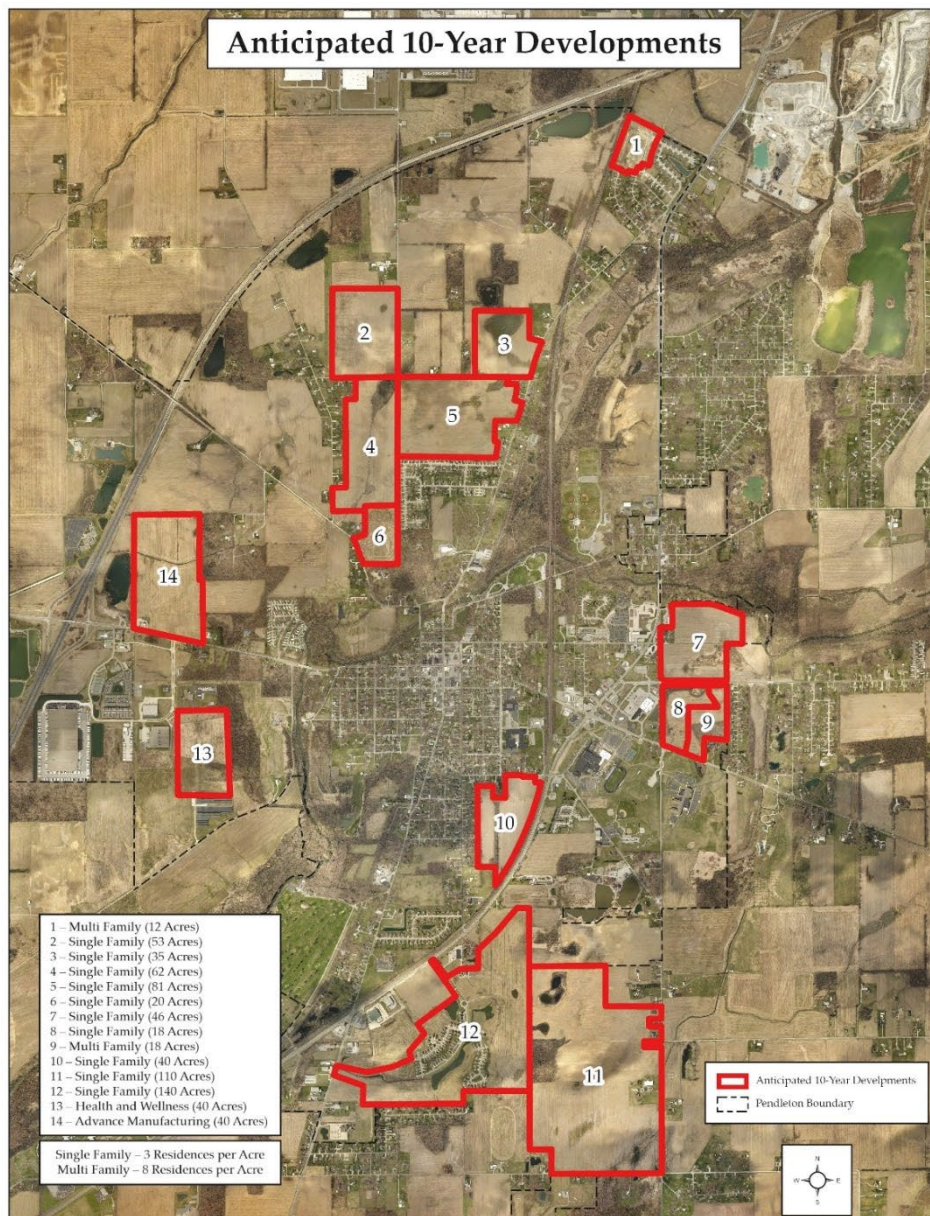 Anticipated 10-Year Developments
1
2
3
5
4
6
14
7
8
9
13
10
12
11
1 – Multi Family (12 Acres)
2 – Single Family (53 Acres)
3 – Single Family (35 Acres)
4 – Single Family (62 Acres)
5 – Single Family (81 Acres)
6 – Single Family (20 Acres)
7 – Single Family (46 Acres)
8 – Single Family (18 Acres)
9 – Multi Family (18 Acres)
10 – Single Family (40 Acres)
11 – Single Family (110 Acres)
12 – Single Family (140 Acres)
13 – Health and Wellness (40 Acres)
14 – Advance Manufacturing (40 Acres)
Single Family – 3 Residences per Acre
Multi Family – 8 Residences per Acre
Anticipated 10-Year Develpments
Pendleton Boundary
N
W E
S